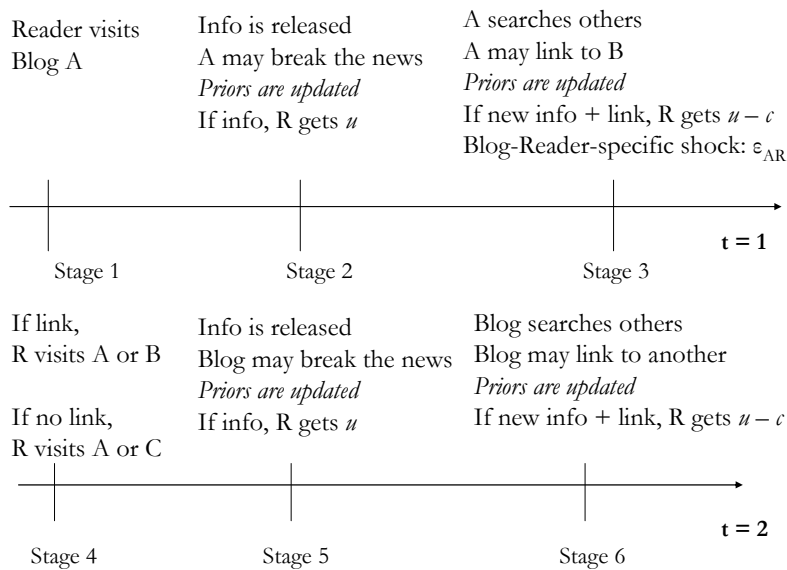 Reader visits
Blog A
Info is released
A may break the news
Priors are updated
If info, R gets u
A searches others
A may link to B
Priors are updated
If new info + link, R gets u – c
Blog-Reader-specific shock: εAR
t = 1
Stage 1
Stage 2
Stage 3
If link,
R visits A or B
If no link,
R visits A or C
Info is released
Blog may break the news
Priors are updated
If info, R gets u
Blog searches others
Blog may link to another
Priors are updated
If new info + link, R gets u – c
t = 2
Stage 4
Stage 5
Stage 6